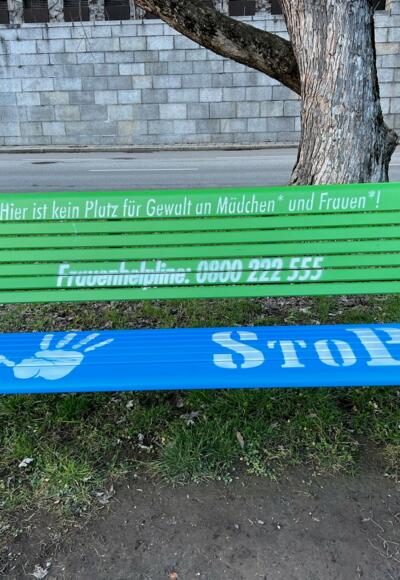 Hier ist kein Platz für Gewalt an Mädchen* und Frauen*!
Frauenhelpline: 0800 222 555
StoP